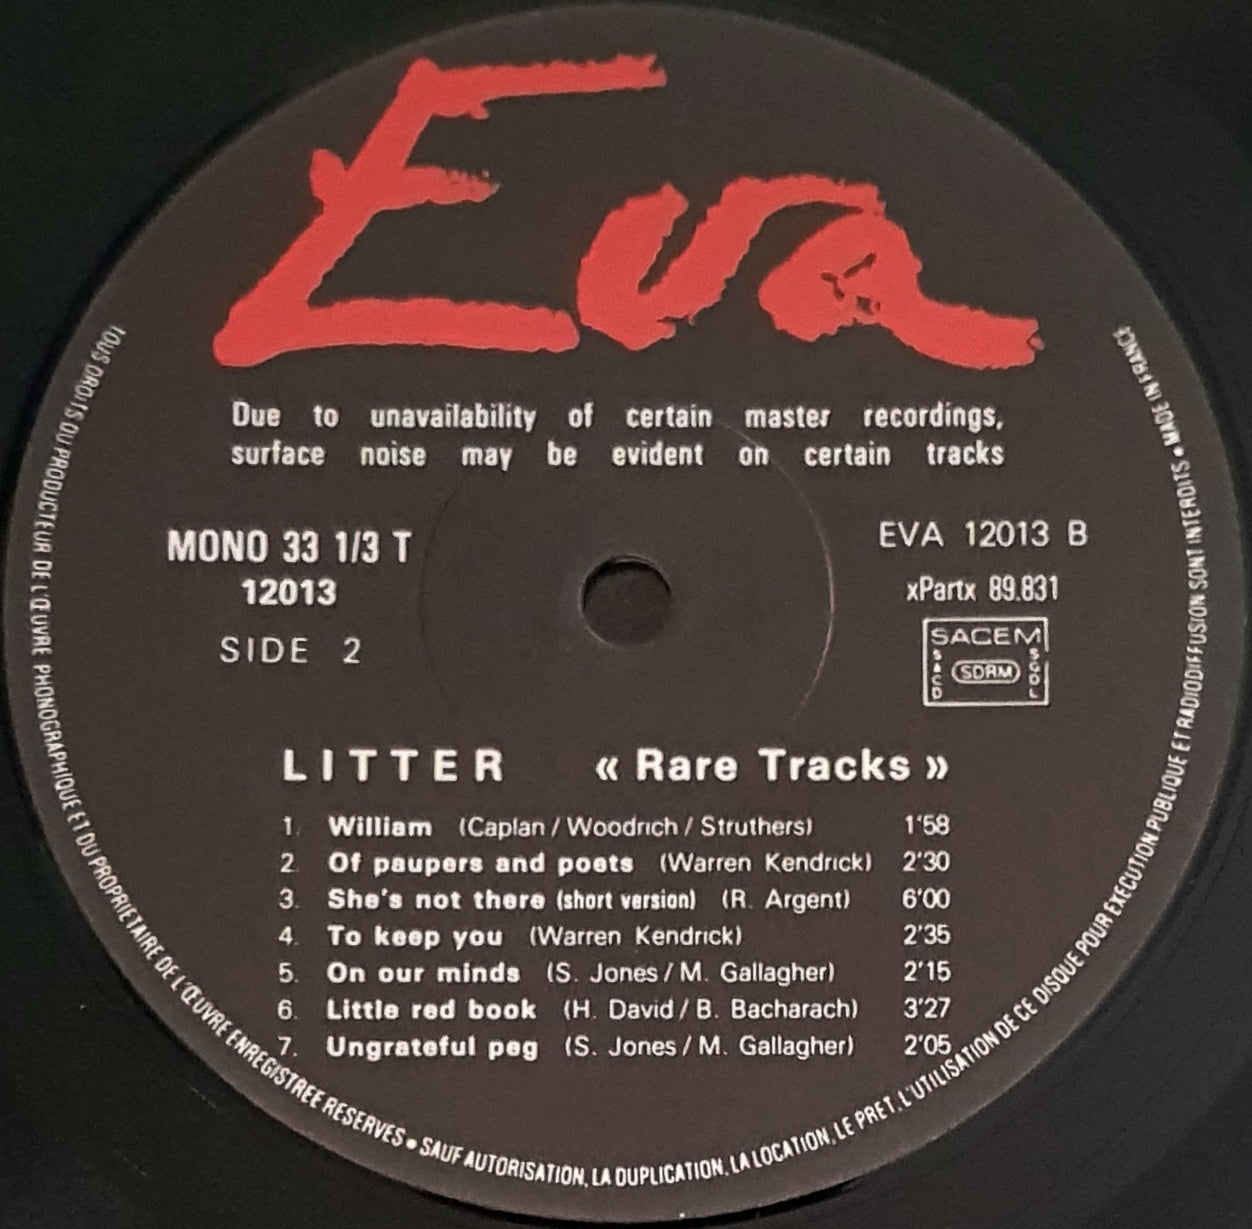 Eva
Due to unavailability of certain master recordings,
surface noise may be evident on certain tracks
MONO 33 1/3 T
12013
SIDE 2
EVA 12013 B
xPartx 89.831
SACEM
SACD
SDRM
SGDL
LITTER « Rare Tracks »
1. William (Caplan / Woodrich / Struthers) 1'58
2. Of paupers and poets (Warren Kendrick) 2'30
3. She's not there (short version) (R. Argent) 6'00
4. To keep you (Warren Kendrick) 2'35
5. On our minds (S. Jones / M. Gallagher) 2'15
6. Little red book (H. David / B. Bacharach) 3'27
7. Ungrateful peg (S. Jones / M. Gallagher) 2'05
TOUS DROITS DU PRODUCTEUR DE L'ŒUVRE PHONOGRAPHIQUE ET DU PROPRIETAIRE DE L'ŒUVRE ENREGISTREE RESERVES • SAUF AUTORISATION, LA DUPLICATION, LA LOCATION, LE PRET, L'UTILISATION DE CE DISQUE POUR EXECUTION PUBLIQUE ET RADIODIFFUSION SONT INTERDITS • MADE IN FRANCE